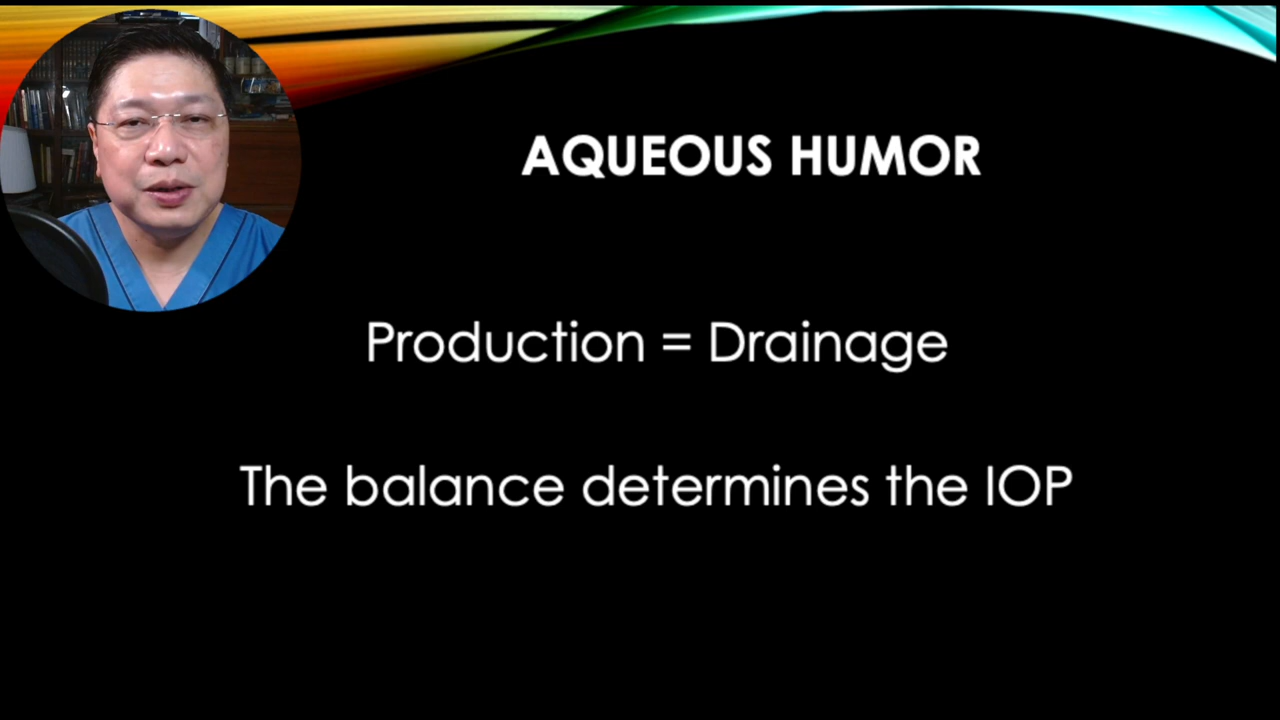 AQUEOUS HUMOR
Production = Drainage
The balance determines the IOP